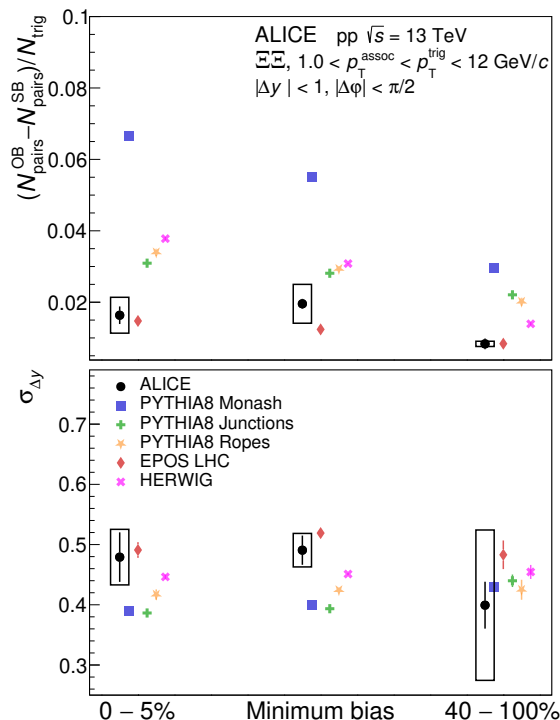 (N_pairs^OB − N_pairs^SB)/N_trig
0.1
0.08
0.06
0.04
0.02
ALICE pp √s = 13 TeV
ΞΞ, 1.0 < p_T^assoc < p_T^trig < 12 GeV/c
|Δy| < 1, |Δφ| < π/2
σ_Δy
0.7
0.6
0.5
0.4
0.3
ALICE
PYTHIA8 Monash
PYTHIA8 Junctions
PYTHIA8 Ropes
EPOS LHC
HERWIG
0 − 5% Minimum bias 40 − 100%